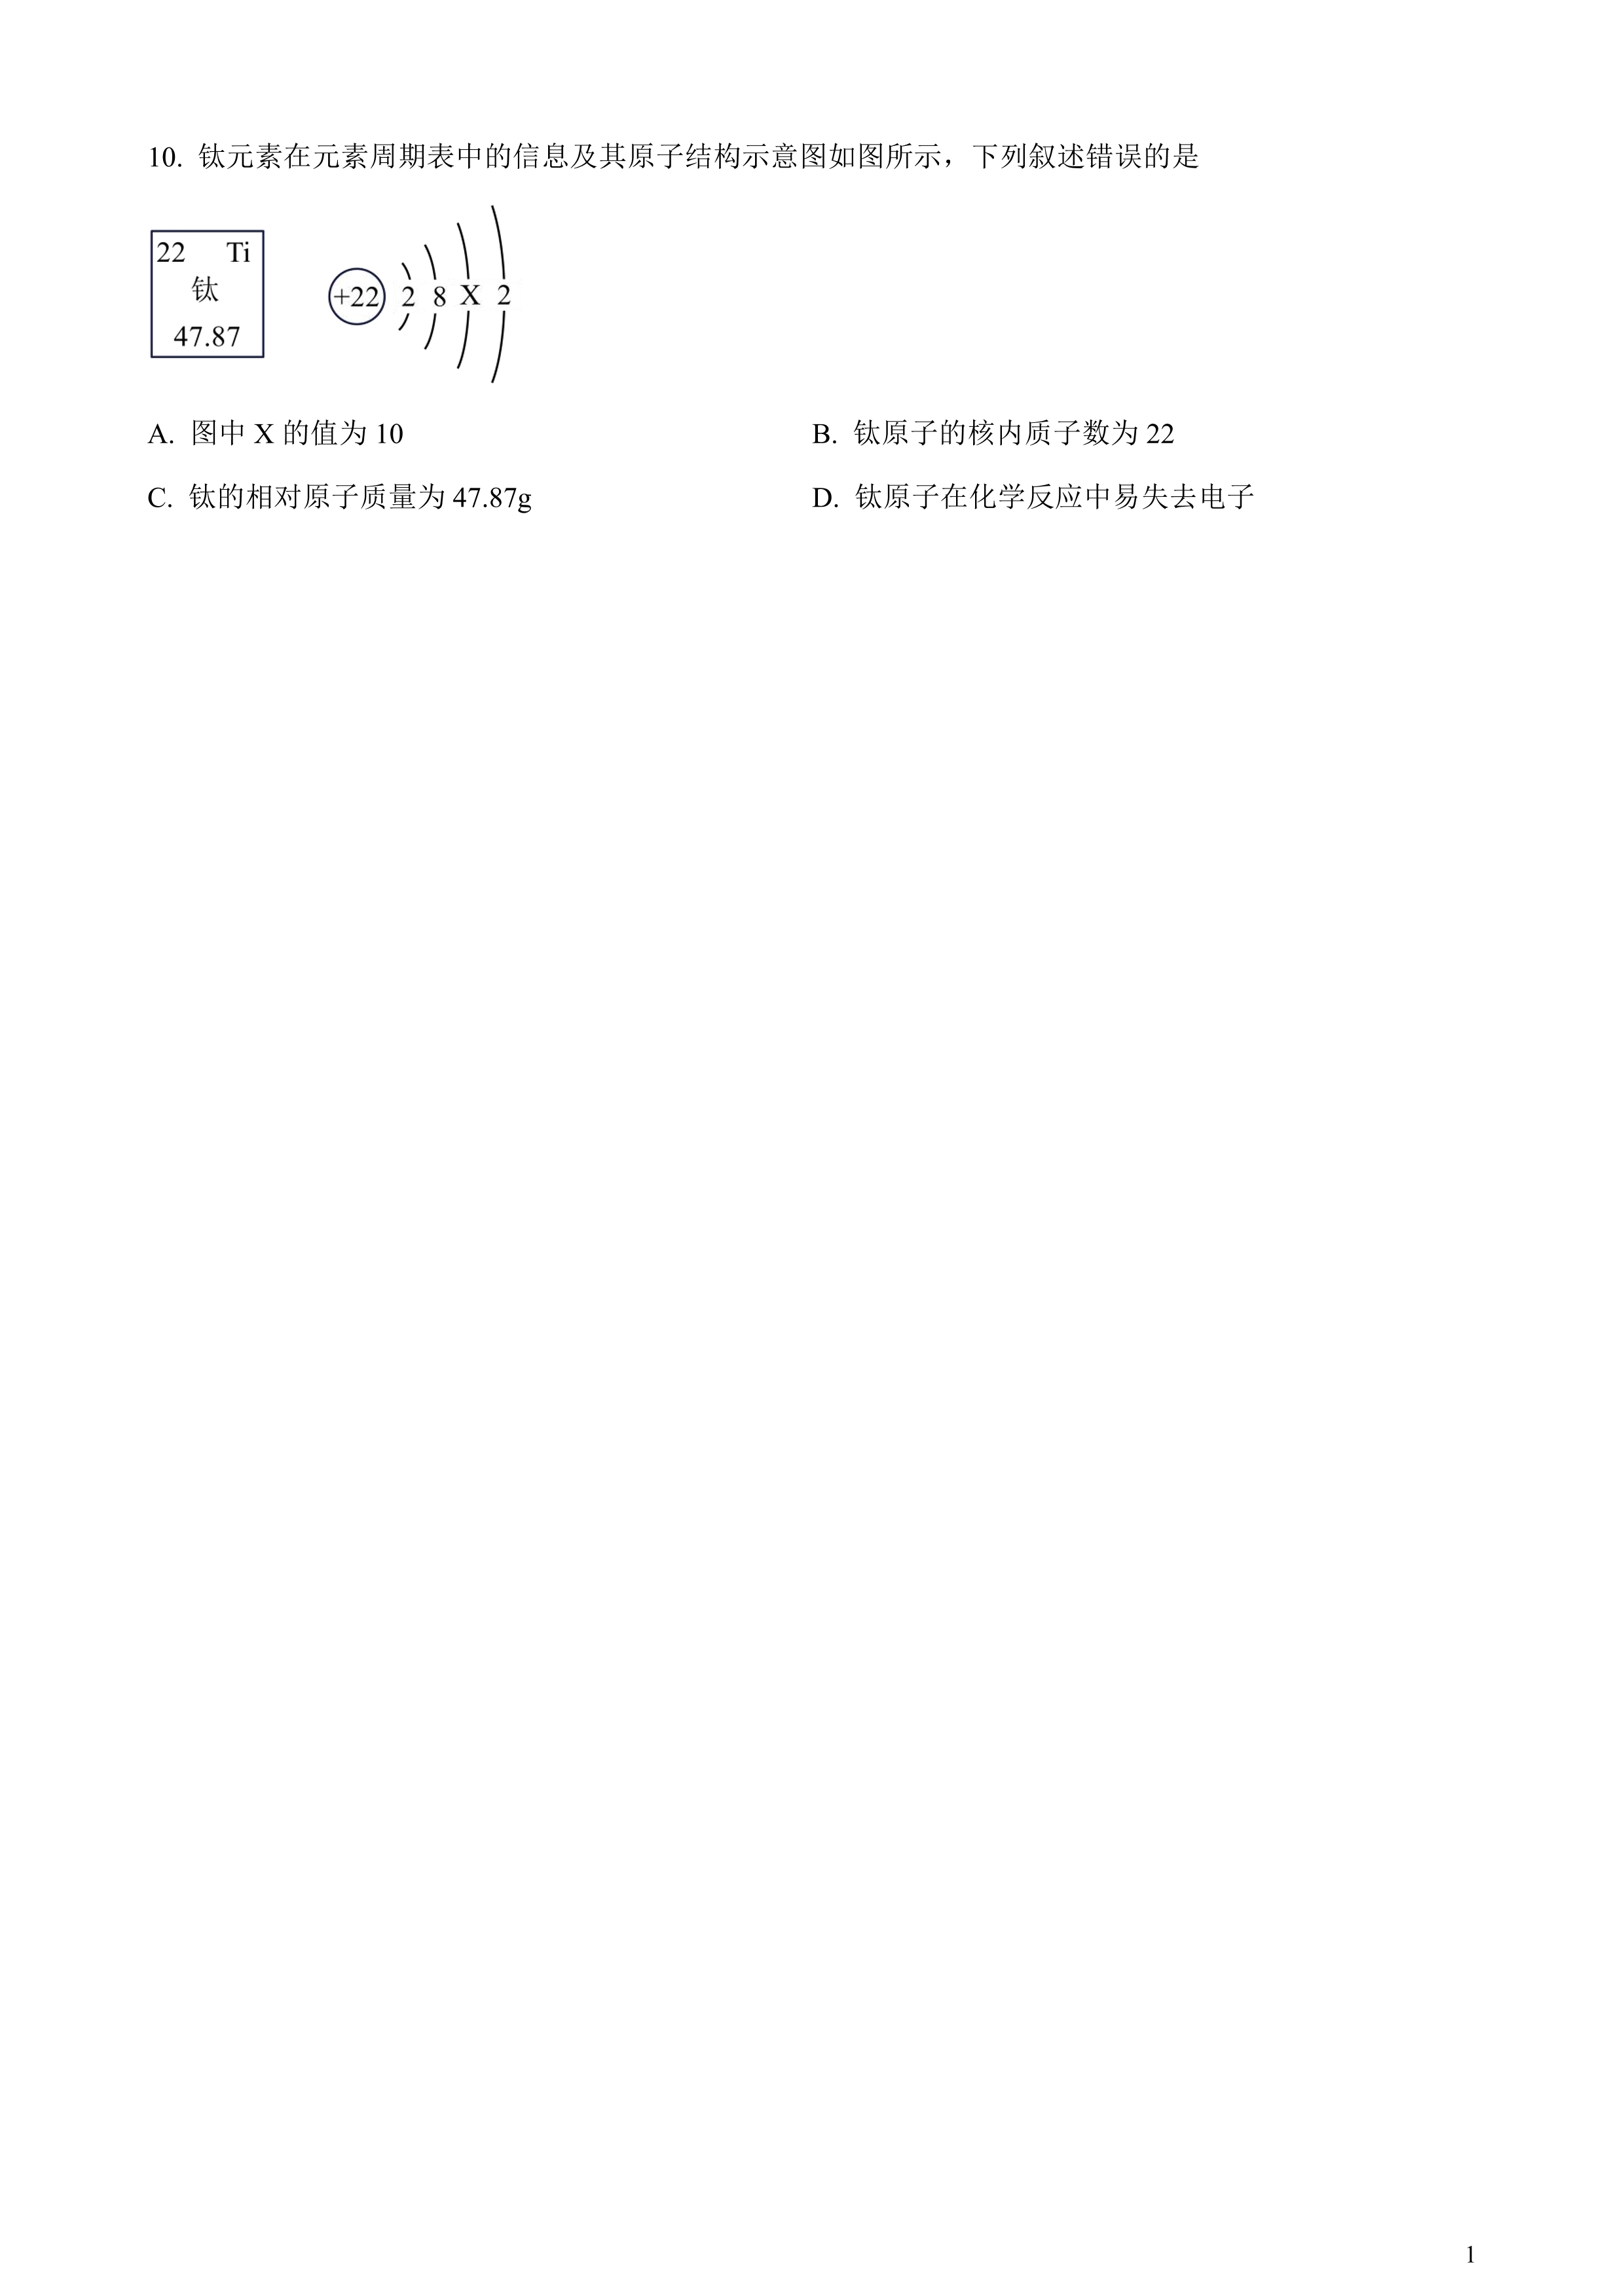 10. 钛元素在元素周期表中的信息及其原子结构示意图如图所示，下列叙述错误的是
22 Ti
钛
47.87
+22 2 8 X 2
A. 图中 X 的值为 10 B. 钛原子的核内质子数为 22
C. 钛的相对原子质量为 47.87g D. 钛原子在化学反应中易失去电子
1